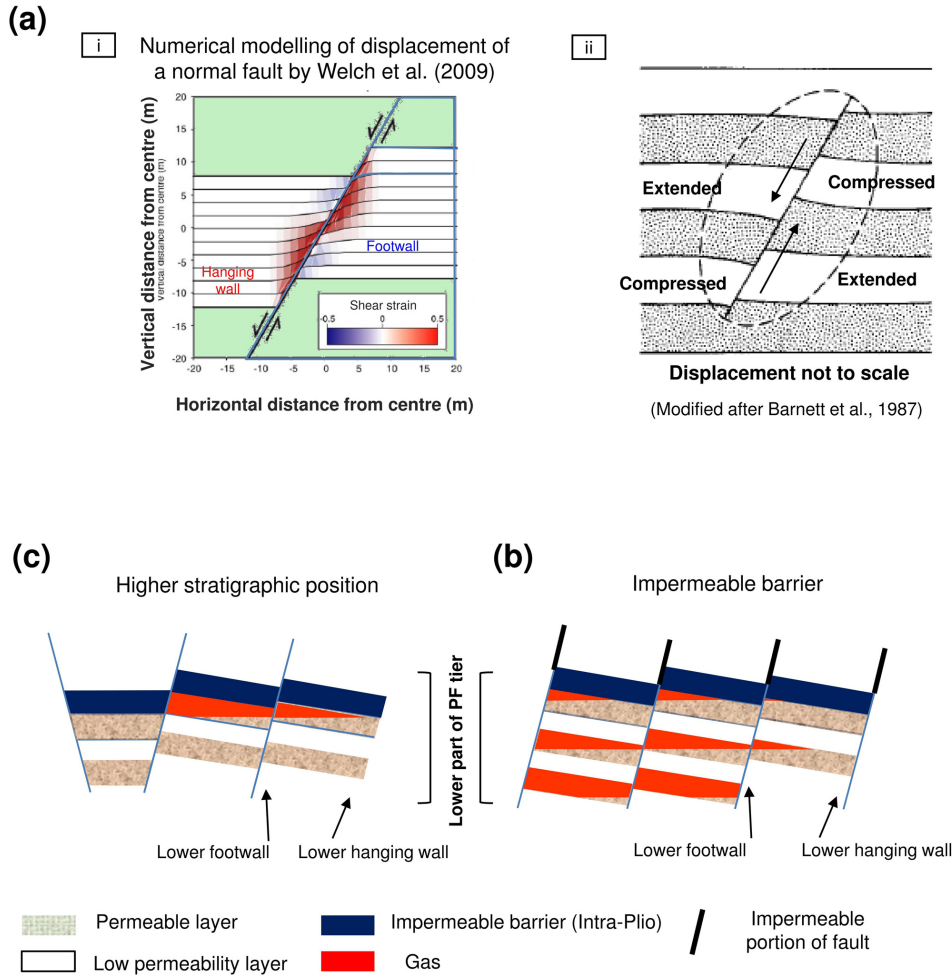 (a)
i
Numerical modelling of displacement of
a normal fault by Welch et al. (2009)
Vertical distance from centre (m)
vertical distance from centre (m)
20
15
10
5
0
-5
-10
-15
-20
Hanging
wall
Footwall
Shear strain
-0.5 0 0.5
-20 -15 -10 -5 0 5 10 15 20
Horizontal distance from centre (m)
ii
Extended
Compressed
Compressed
Extended
Displacement not to scale
(Modified after Barnett et al., 1987)
(c)
Higher stratigraphic position
Lower footwall
Lower hanging wall
Lower part of PF tier
(b)
Impermeable barrier
Lower footwall
Lower hanging wall
Permeable layer
Low permeability layer
Impermeable barrier (Intra-Plio)
Gas
Impermeable
portion of fault